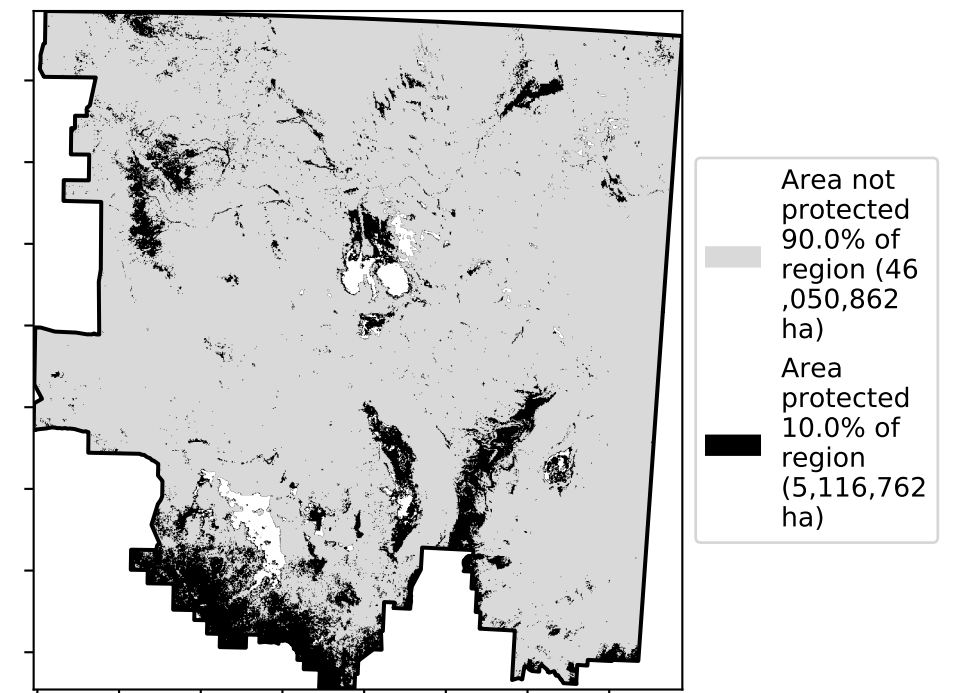 Area not
protected
90.0% of
region (46
,050,862
ha)
Area
protected
10.0% of
region
(5,116,762
ha)